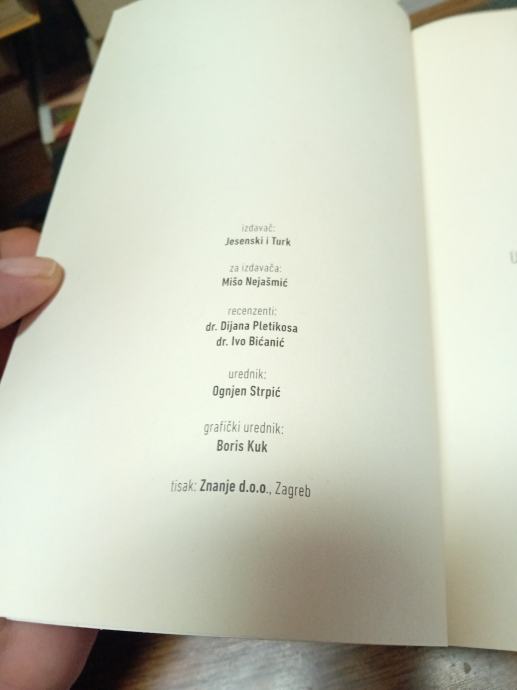 izdavač:
Jesenski i Turk
za izdavača:
Mišo Nejašmić
recenzenti:
dr. Dijana Pletikosa
dr. Ivo Bićanić
urednik:
Ognjen Strpić
grafički urednik:
Boris Kuk
tisak: Znanje d.o.o., Zagreb